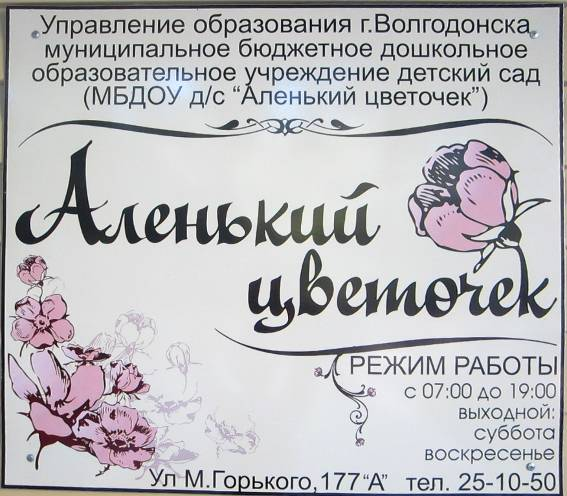 Управление образования г.Волгодонска
муниципальное бюджетное дошкольное
образовательное учреждение детский сад
(МБДОУ д/с “Аленький цветочек”)
Аленький
цветочек
РЕЖИМ РАБОТЫ
с 07:00 до 19:00
выходной:
суббота
воскресенье
Ул М.Горького,177 “А” тел. 25-10-50